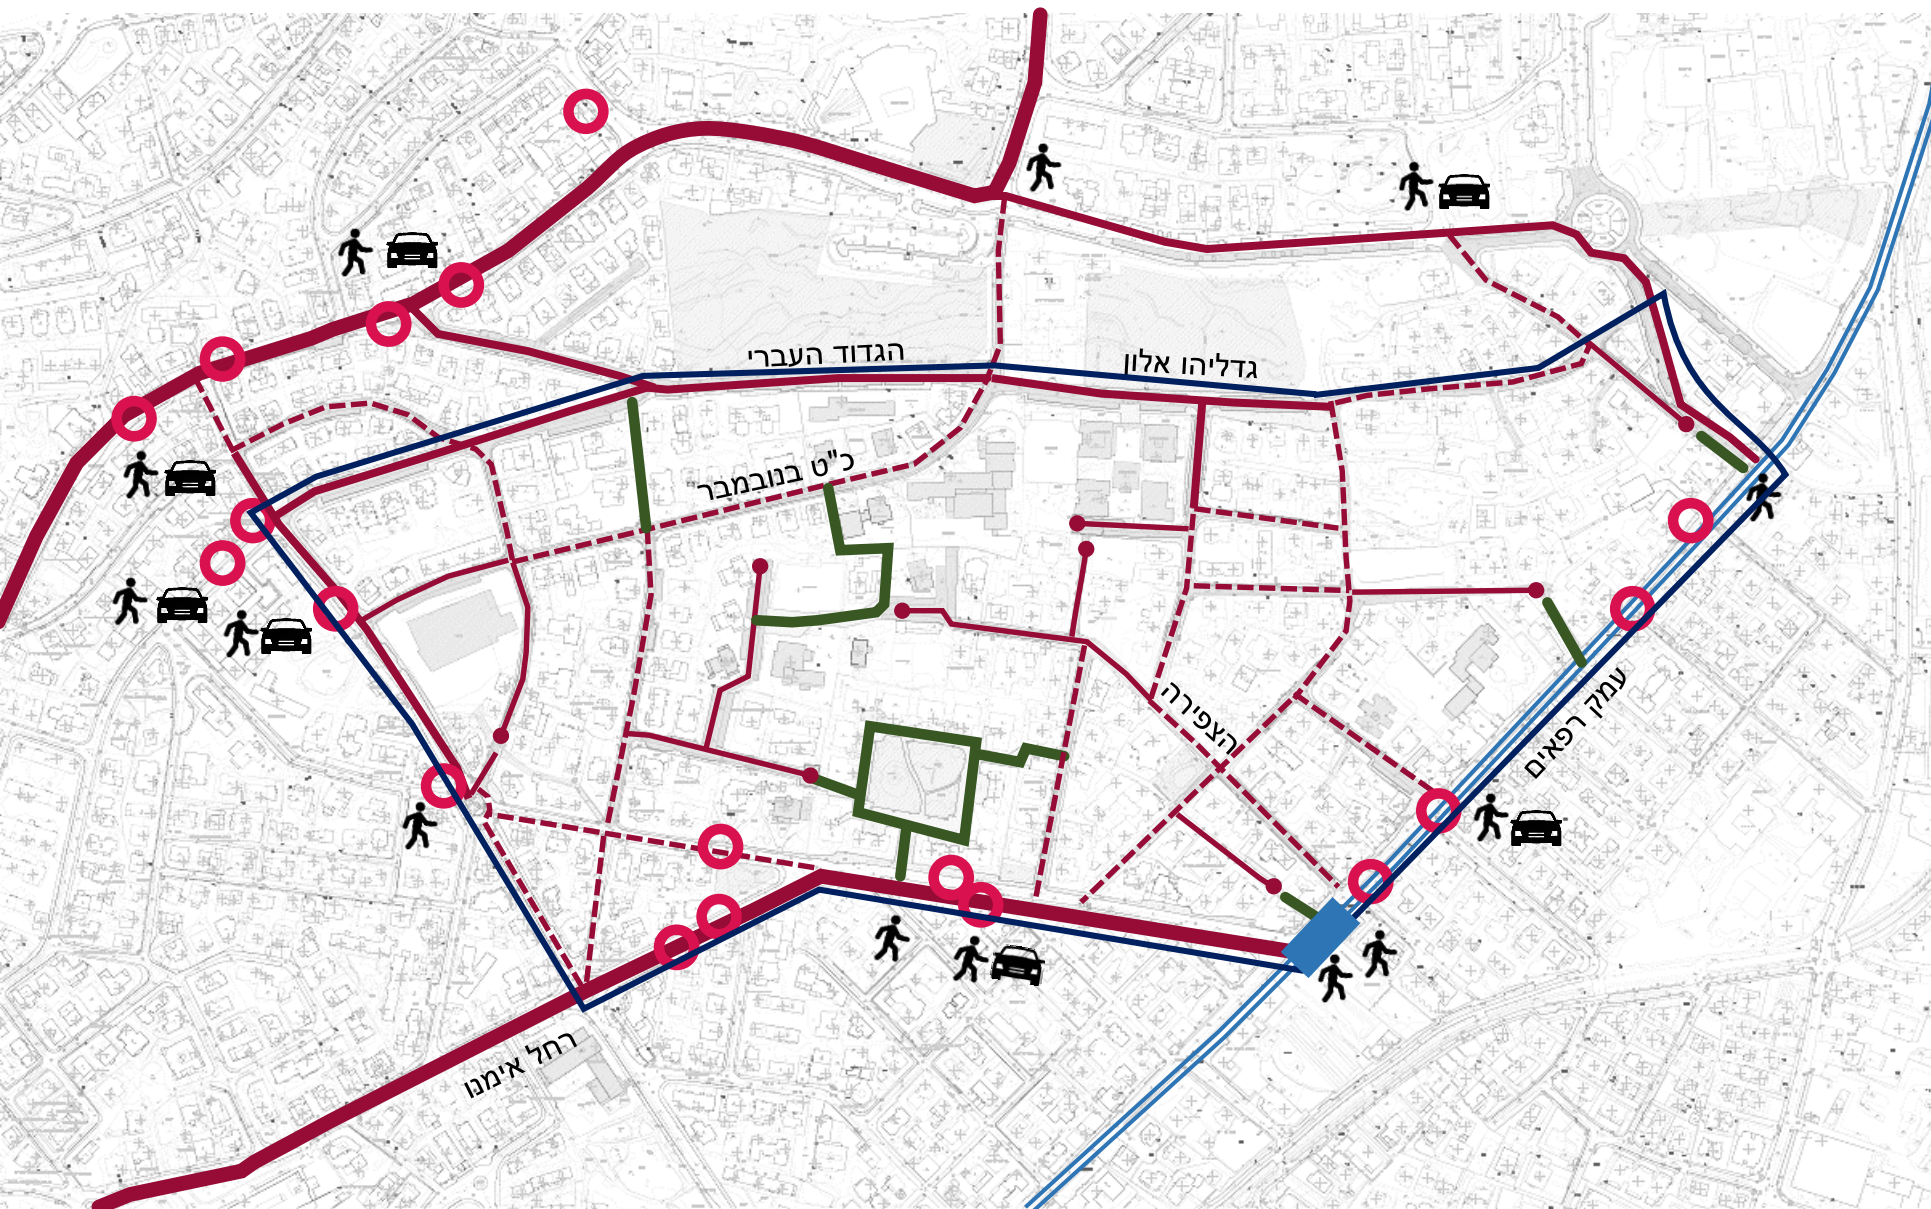 הגדוד העברי
גדליהו אלון
כ"ט בנובמבר
הצפירה
עמק רפאים
רחל אימנו